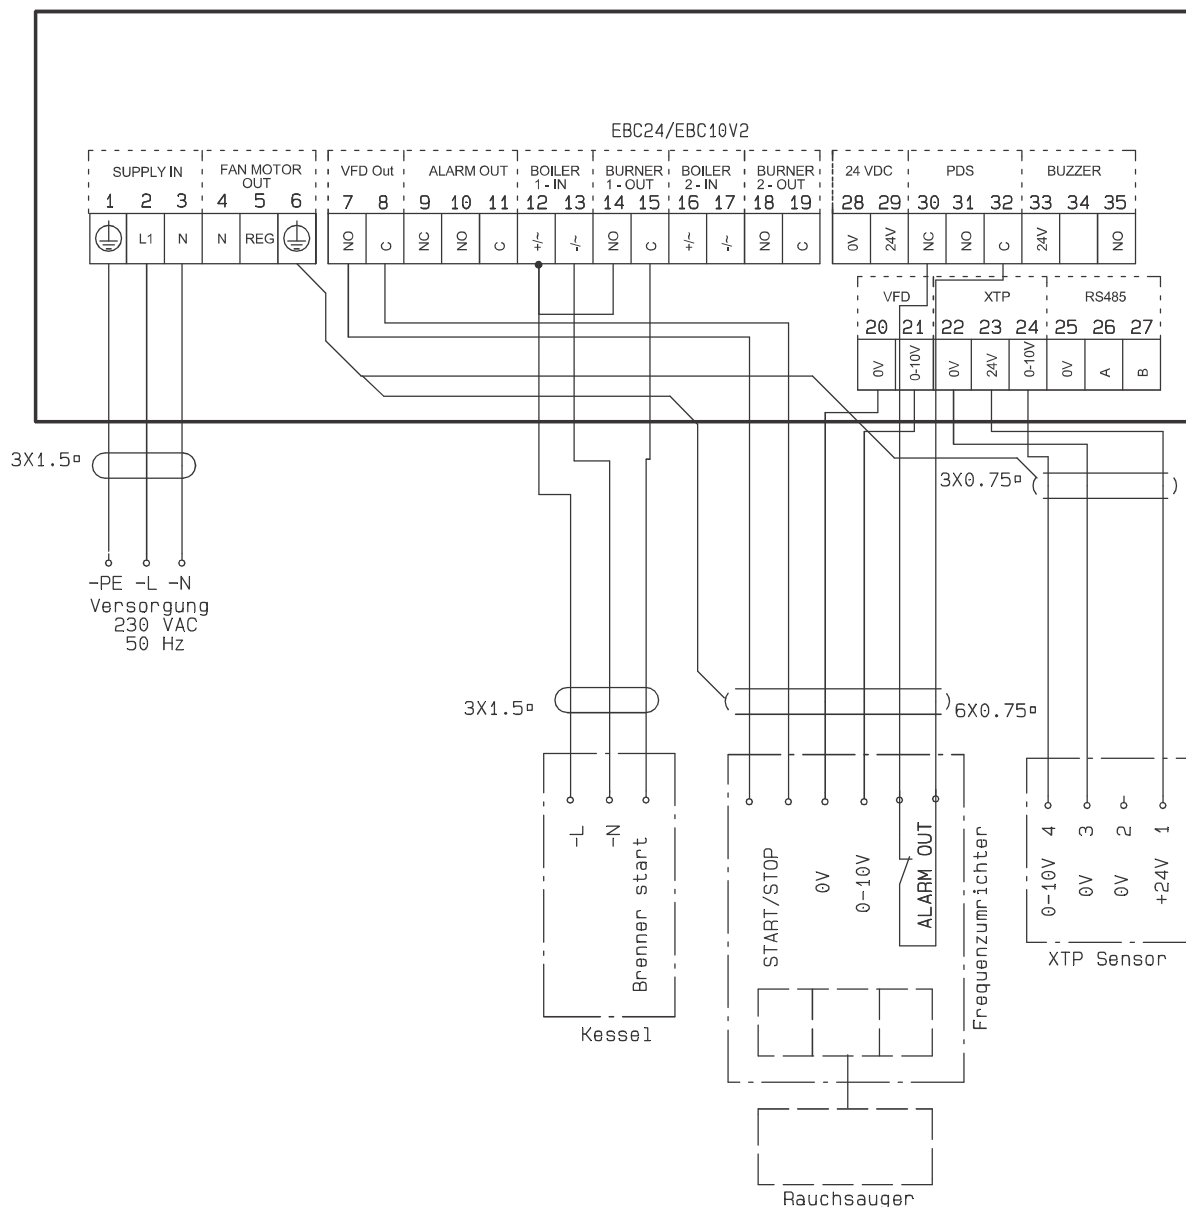 EBC24/EBC10V2
SUPPLY IN
FAN MOTOR
OUT
VFD Out
ALARM OUT
BOILER
1 - IN
BURNER
1 - OUT
BOILER
2 - IN
BURNER
2 - OUT
24 VDC
PDS
BUZZER
1 2 3 4 5 6 7 8 9 10 11 12 13 14 15 16 17 18 19 28 29 30 31 32 33 34 35
L1 N N REG NO C NC NO C +/~ -/~ NO C +/~ -/~ NO C 0V 24V NC NO C 24V NO
VFD
XTP
RS485
20 21 22 23 24 25 26 27
0V 0-10V 0V 24V 0-10V 0V A B
3X1.5¤
3X0.75¤
-PE -L -N
Versorgung
230 VAC
50 Hz
3X1.5¤
6X0.75¤
-L
-N
Brenner start
Kessel
START/STOP
0V
0-10V
ALARM OUT
Frequenzumrichter
4 3 2 1
0-10V 0V 0V +24V
XTP Sensor
Rauchsauger